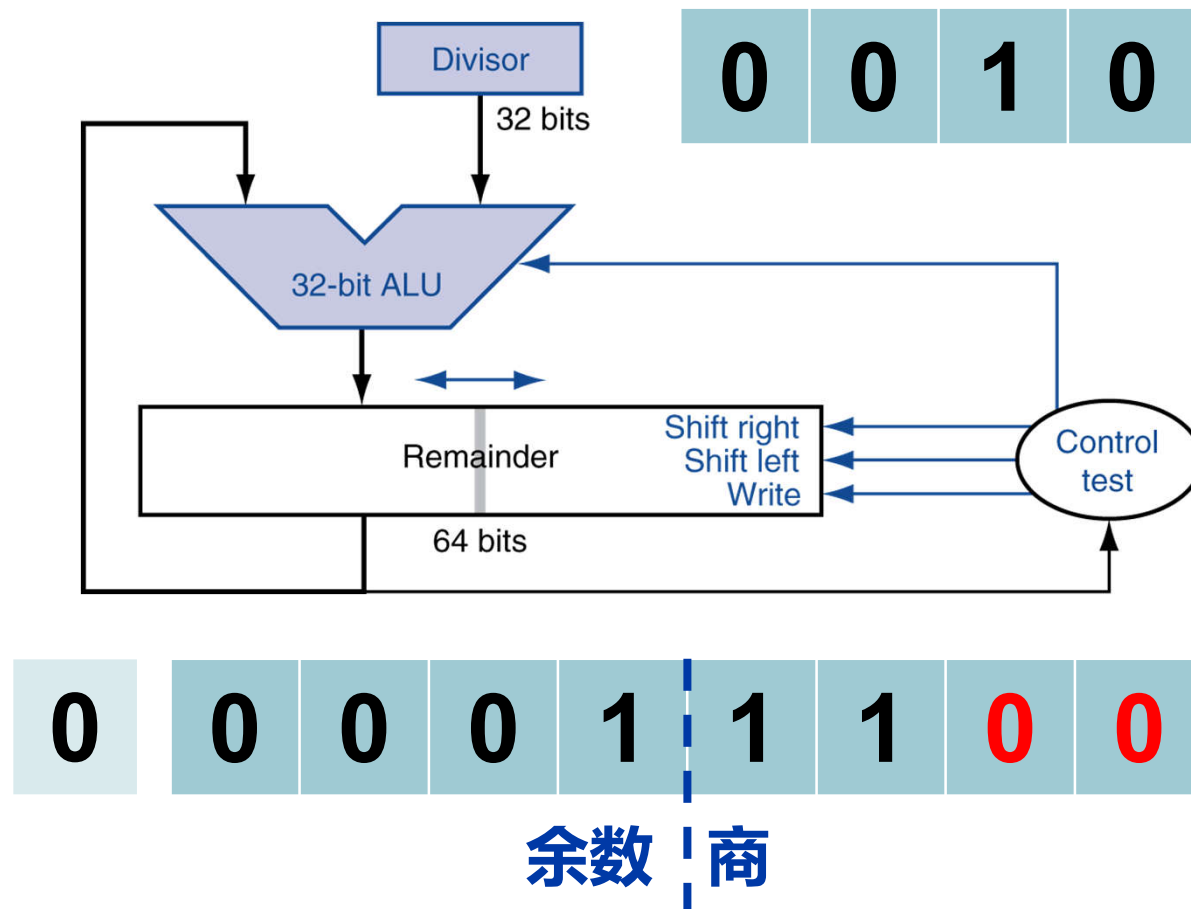 Divisor
0 0 1 0
32 bits
32-bit ALU
Remainder
Shift right
Shift left
Write
Control
test
64 bits
0 0 0 0 1 1 1 0 0
余数 商